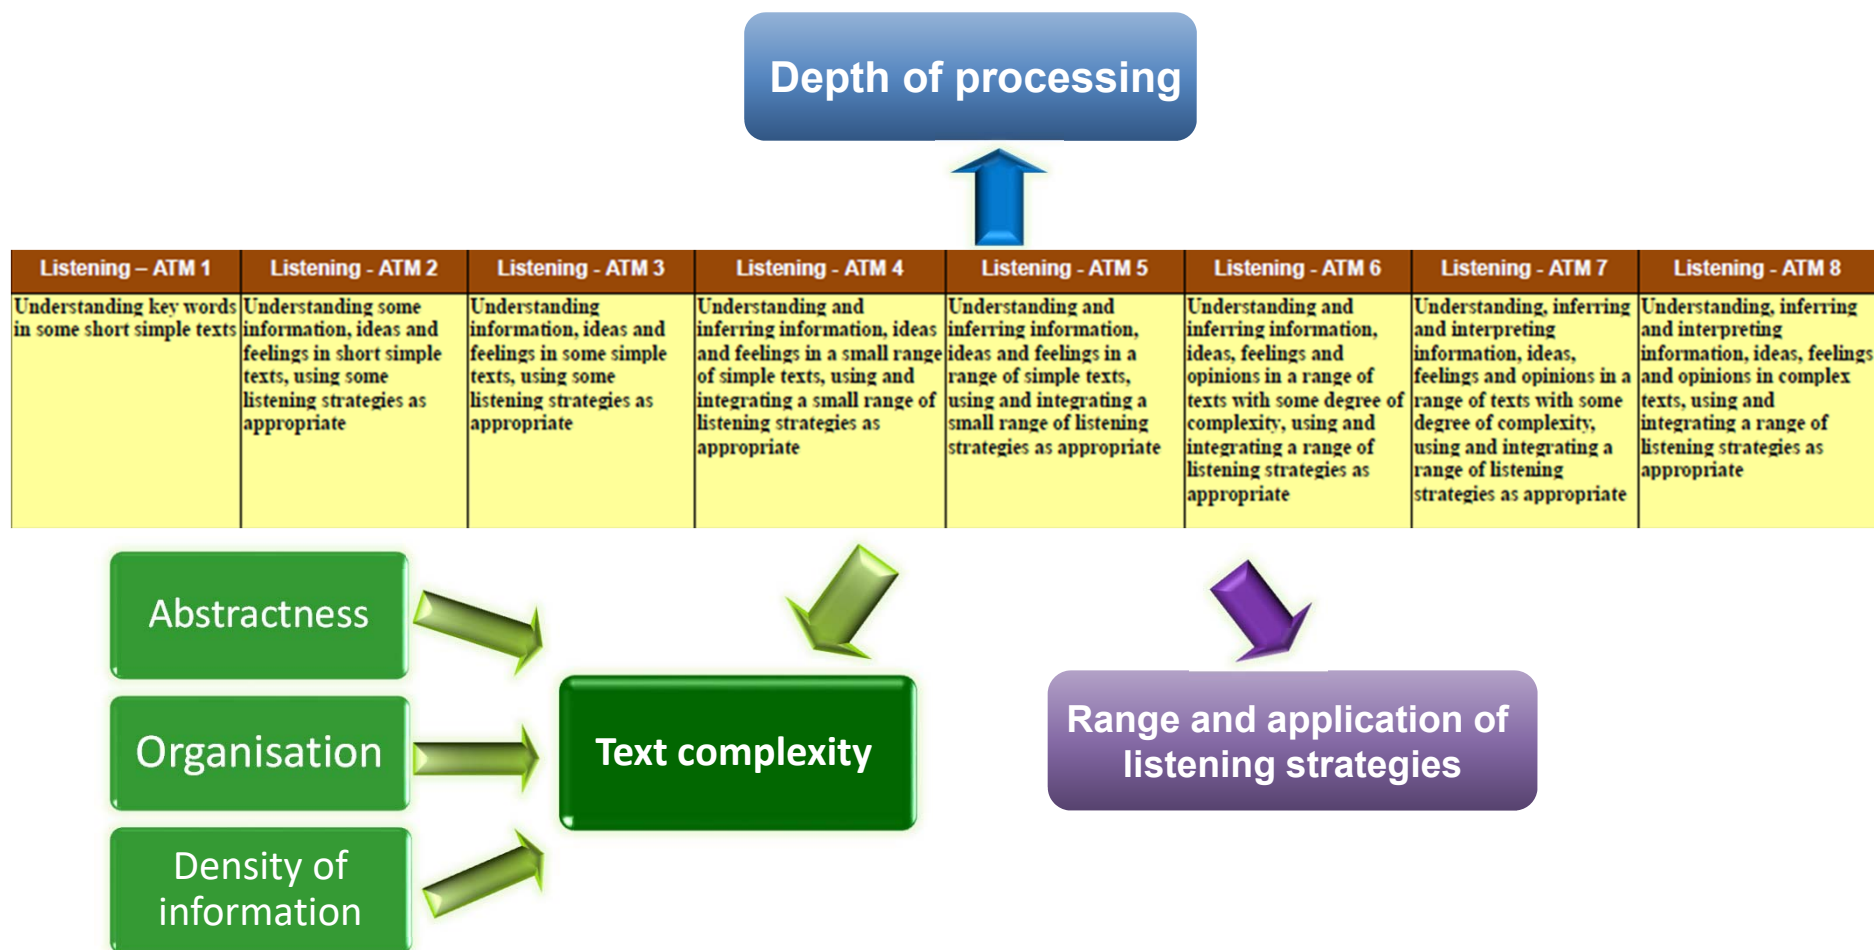 Depth of processing
Listening – ATM 1
Listening - ATM 2
Listening - ATM 3
Listening - ATM 4
Listening - ATM 5
Listening - ATM 6
Listening - ATM 7
Listening - ATM 8
Understanding key words
in some short simple texts
Understanding some
information, ideas and
feelings in short simple
texts, using some
listening strategies as
appropriate
Understanding
information, ideas and
feelings in some simple
texts, using some
listening strategies as
appropriate
Understanding and
inferring information, ideas
and feelings in a small range
of simple texts, using and
integrating a small range of
listening strategies as
appropriate
Understanding and
inferring information,
ideas and feelings in a
range of simple texts,
using and integrating a
small range of listening
strategies as appropriate
Understanding and
inferring information,
ideas, feelings and
opinions in a range of
texts with some degree of
complexity, using and
integrating a range of
listening strategies as
appropriate
Understanding, inferring
and interpreting
information, ideas,
feelings and opinions in a
range of texts with some
degree of complexity,
using and integrating a
range of listening
strategies as appropriate
Understanding, inferring
and interpreting
information, ideas, feelings
and opinions in complex
texts, using and
integrating a range of
listening strategies as
appropriate
Abstractness
Organisation
Density of
information
Text complexity
Range and application of
listening strategies